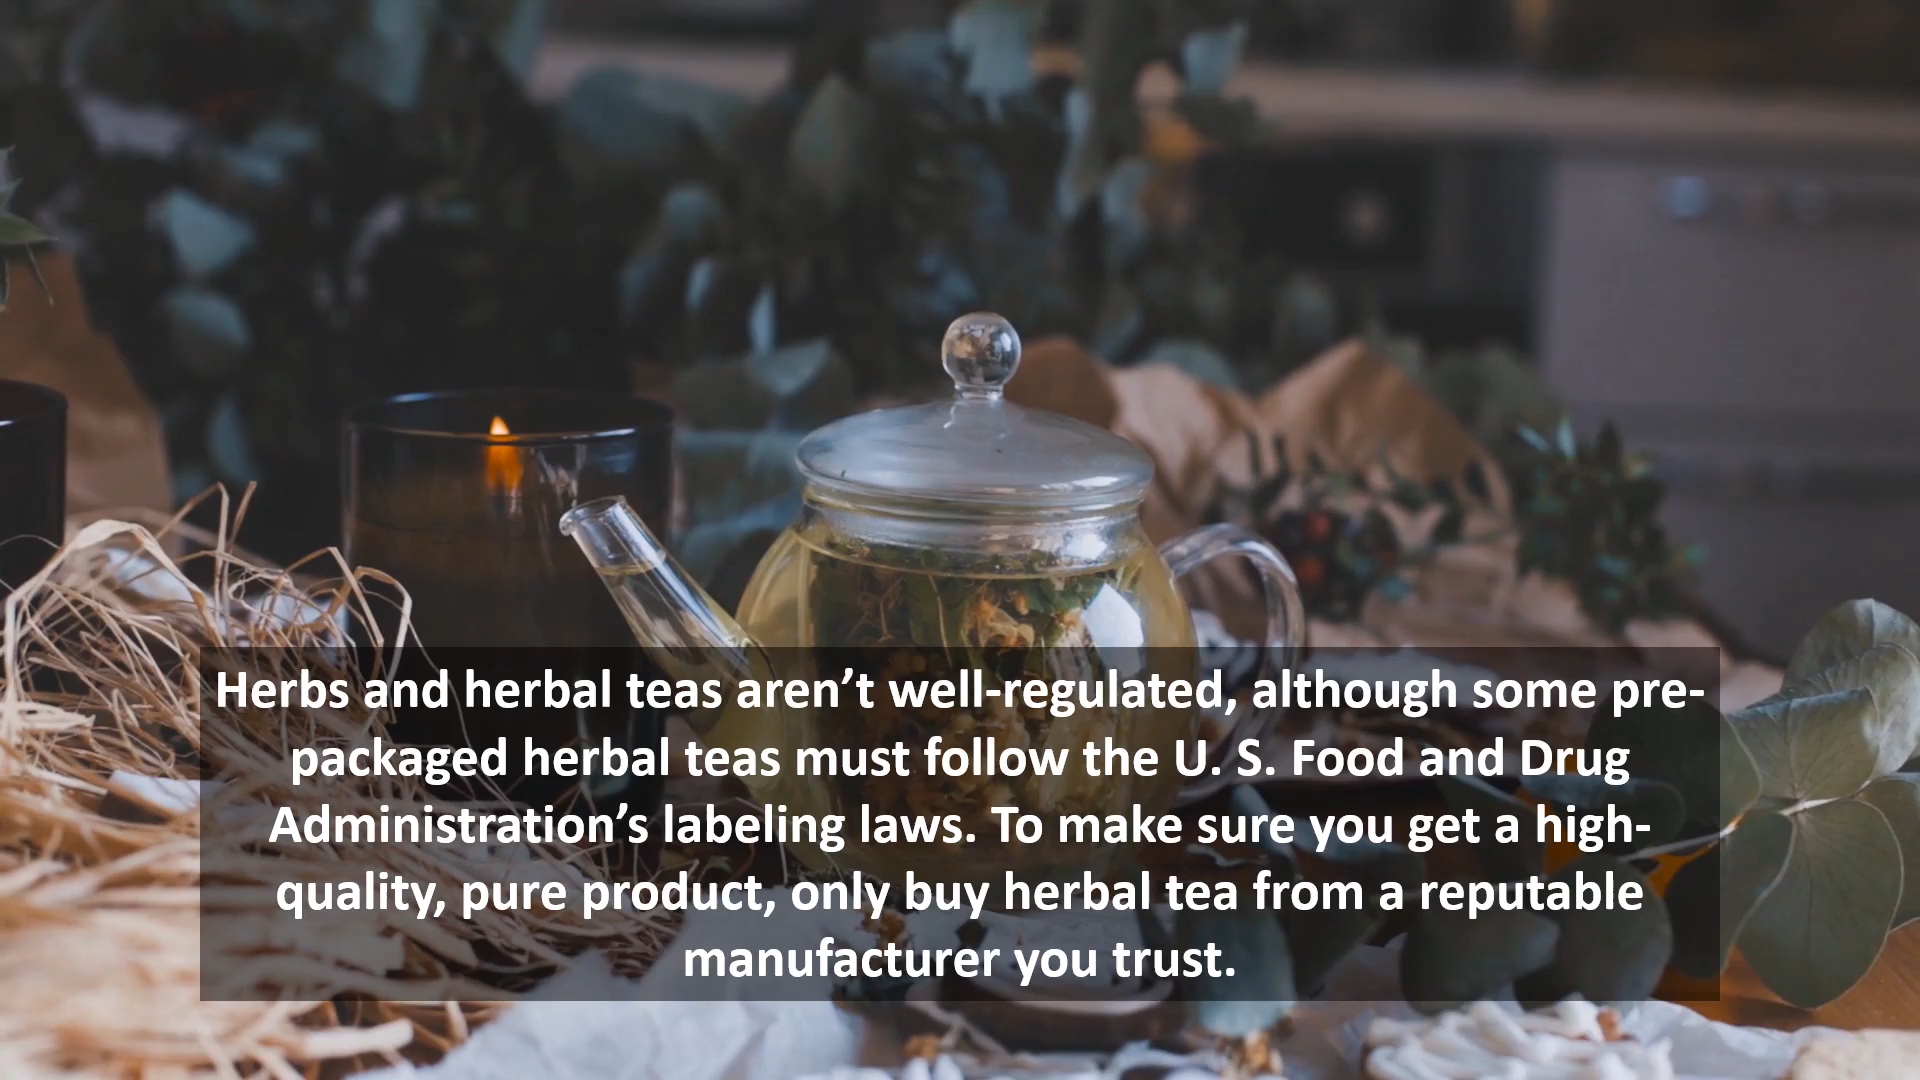 Herbs and herbal teas aren’t well-regulated, although some pre-
packaged herbal teas must follow the U. S. Food and Drug
Administration’s labeling laws. To make sure you get a high-
quality, pure product, only buy herbal tea from a reputable
manufacturer you trust.